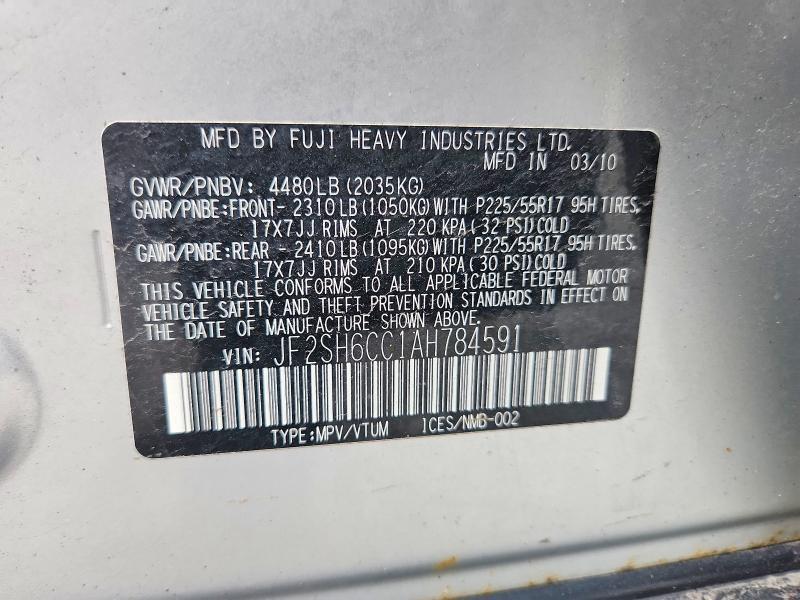 MFD BY FUJI HEAVY INDUSTRIES LTD.
MFD IN 03/10
GVWR/PNBV: 4480LB(2035KG)
GAWR/PNBE:FRONT-2310LB(1050KG)WITH P225/55R17 95H TIRES,
17X7JJ RIMS AT 220 KPA(32 PSI)COLD
GAWR/PNBE:REAR -2410LB(1095KG)WITH P225/55R17 95H TIRES,
17X7JJ RIMS AT 210 KPA(30 PSI)COLD
THIS VEHICLE CONFORMS TO ALL APPLICABLE FEDERAL MOTOR
VEHICLE SAFETY AND THEFT PREVENTION STANDARDS IN EFFECT ON
THE DATE OF MANUFACTURE SHOWN ABOVE.
VIN: JF2SH6CC1AH784591
TYPE:MPV/VTUM ICES/NMB-002